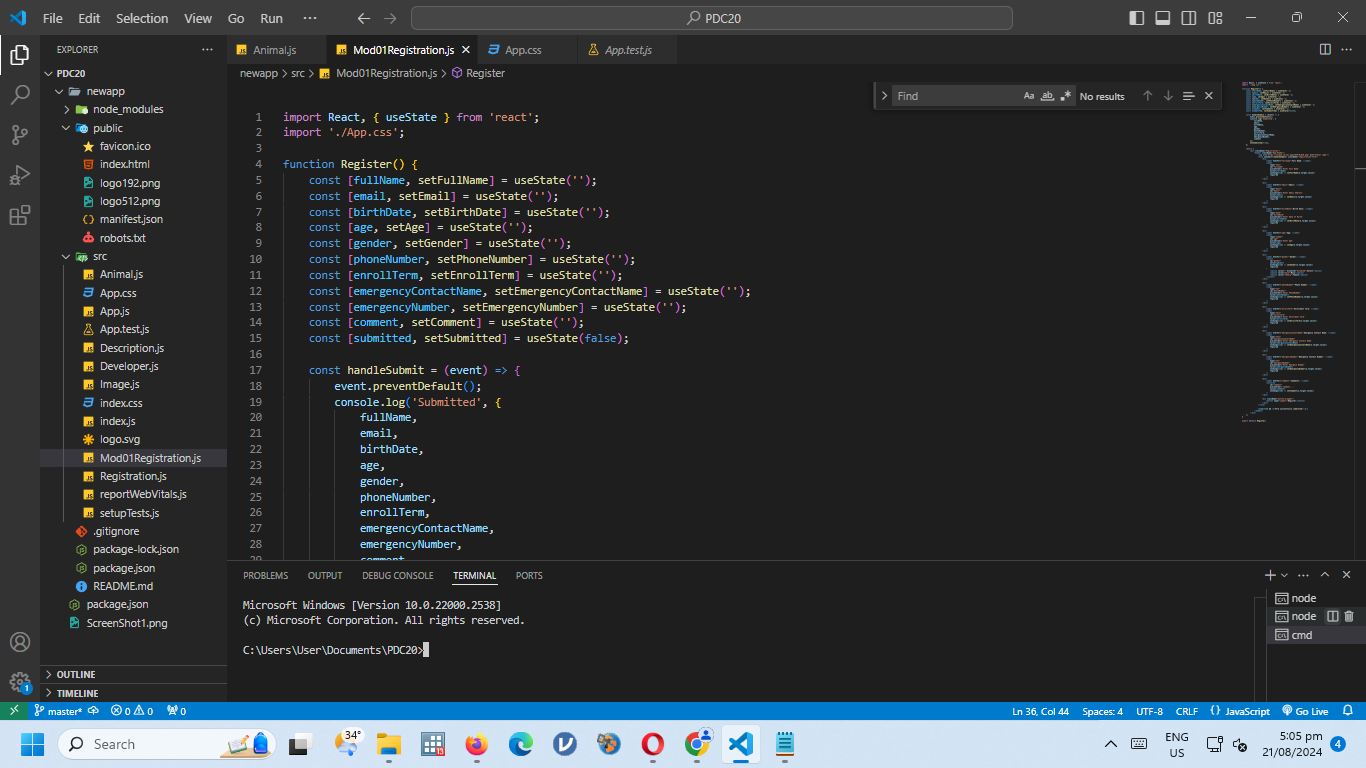 File Edit Selection View Go Run ··· PDC20
EXPLORER ···
PDC20
newapp
node_modules
public
favicon.ico
index.html
logo192.png
logo512.png
manifest.json
robots.txt
src
Animal.js
App.css
App.js
App.test.js
Description.js
Developer.js
Image.js
index.css
index.js
logo.svg
Mod01Registration.js
Registration.js
reportWebVitals.js
setupTests.js
.gitignore
package-lock.json
package.json
README.md
package.json
ScreenShot1.png
OUTLINE
TIMELINE
Animal.js Mod01Registration.js App.css App.test.js
newapp > src > Mod01Registration.js > Register
Find Aa ab No results
1 import React, { useState } from 'react';
2 import './App.css';
3
4 function Register() {
5 const [fullName, setFullName] = useState('');
6 const [email, setEmail] = useState('');
7 const [birthDate, setBirthDate] = useState('');
8 const [age, setAge] = useState('');
9 const [gender, setGender] = useState('');
10 const [phoneNumber, setPhoneNumber] = useState('');
11 const [enrollTerm, setEnrollTerm] = useState('');
12 const [emergencyContactName, setEmergencyContactName] = useState('');
13 const [emergencyNumber, setEmergencyNumber] = useState('');
14 const [comment, setComment] = useState('');
15 const [submitted, setSubmitted] = useState(false);
16
17 const handleSubmit = (event) => {
18 event.preventDefault();
19 console.log('Submitted', {
20 fullName,
21 email,
22 birthDate,
23 age,
24 gender,
25 phoneNumber,
26 enrollTerm,
27 emergencyContactName,
28 emergencyNumber,
29 comment
PROBLEMS OUTPUT DEBUG CONSOLE TERMINAL PORTS
Microsoft Windows [Version 10.0.22000.2538]
(c) Microsoft Corporation. All rights reserved.
C:\Users\User\Documents\PDC20>
node
node
cmd
1
master* 0 0 0 Ln 36, Col 44 Spaces: 4 UTF-8 CRLF {} JavaScript Go Live
Search 34° 13 ENG US 5:05 pm 21/08/2024 4